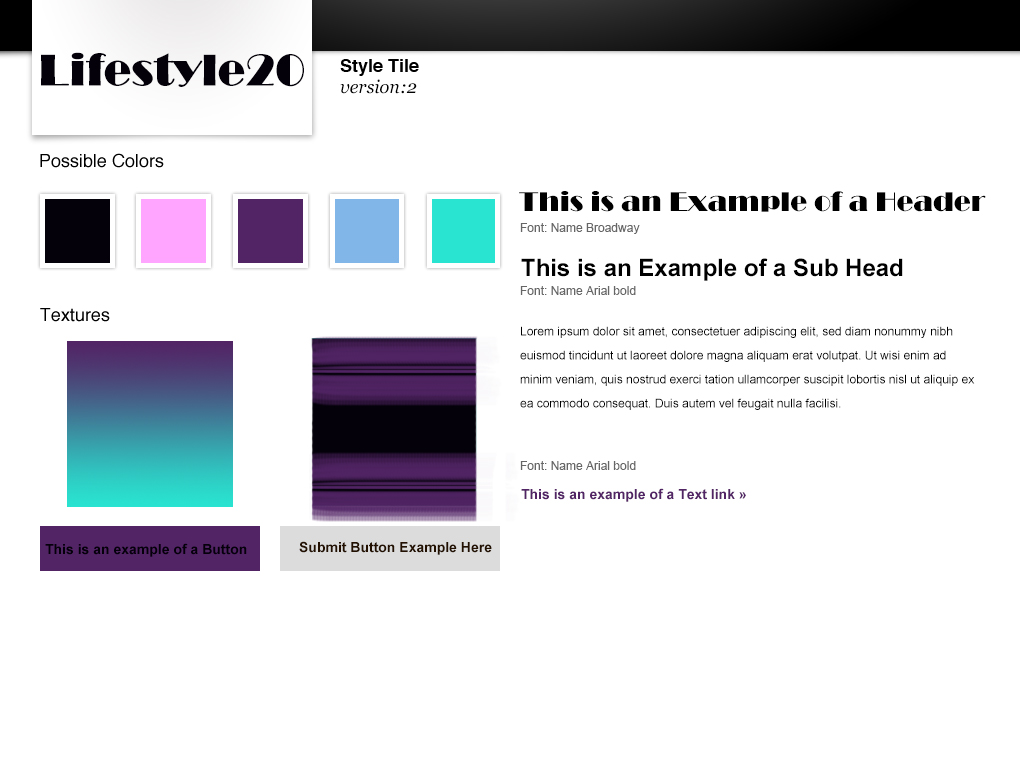 Lifestyle20
Style Tile
version:2
Possible Colors
This is an Example of a Header
Font: Name Broadway
This is an Example of a Sub Head
Font: Name Arial bold
Textures
Lorem ipsum dolor sit amet, consectetuer adipiscing elit, sed diam nonummy nibh
euismod tincidunt ut laoreet dolore magna aliquam erat volutpat. Ut wisi enim ad
minim veniam, quis nostrud exerci tation ullamcorper suscipit lobortis nisl ut aliquip ex
ea commodo consequat. Duis autem vel feugait nulla facilisi.
Font: Name Arial bold
This is an example of a Text link »
This is an example of a Button
Submit Button Example Here